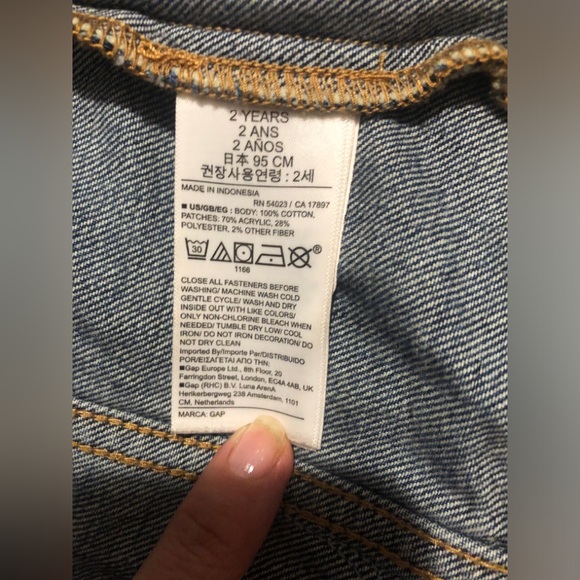 2 YEARS
2 ANS
2 AÑOS
日本 95 CM
권장사용연령 : 2세
MADE IN INDONESIA
RN 54023 / CA 17897
■ US/GB/EG : BODY: 100% COTTON,
PATCHES: 70% ACRYLIC, 28%
POLYESTER, 2% OTHER FIBER
30
®
1166
CLOSE ALL FASTENERS BEFORE
WASHING/ MACHINE WASH COLD
GENTLE CYCLE/ WASH AND DRY
INSIDE OUT WITH LIKE COLORS/
ONLY NON-CHLORINE BLEACH WHEN
NEEDED/ TUMBLE DRY LOW/ COOL
IRON/ DO NOT IRON DECORATION/ DO
NOT DRY CLEAN
Imported By/Importe Par/DISTRIBUIDO
POR/ΕΙΣΑΓΕΤΑΙ ΑΠΟ ΤΗΝ:
■Gap Europe Ltd., 8th Floor, 20
Farringdon Street, London, EC4A 4AB, UK
■Gap (RHC) B.V. Luna ArenA
Herikerbergweg 238 Amsterdam, 1101
CM, Netherlands
MARCA: GAP